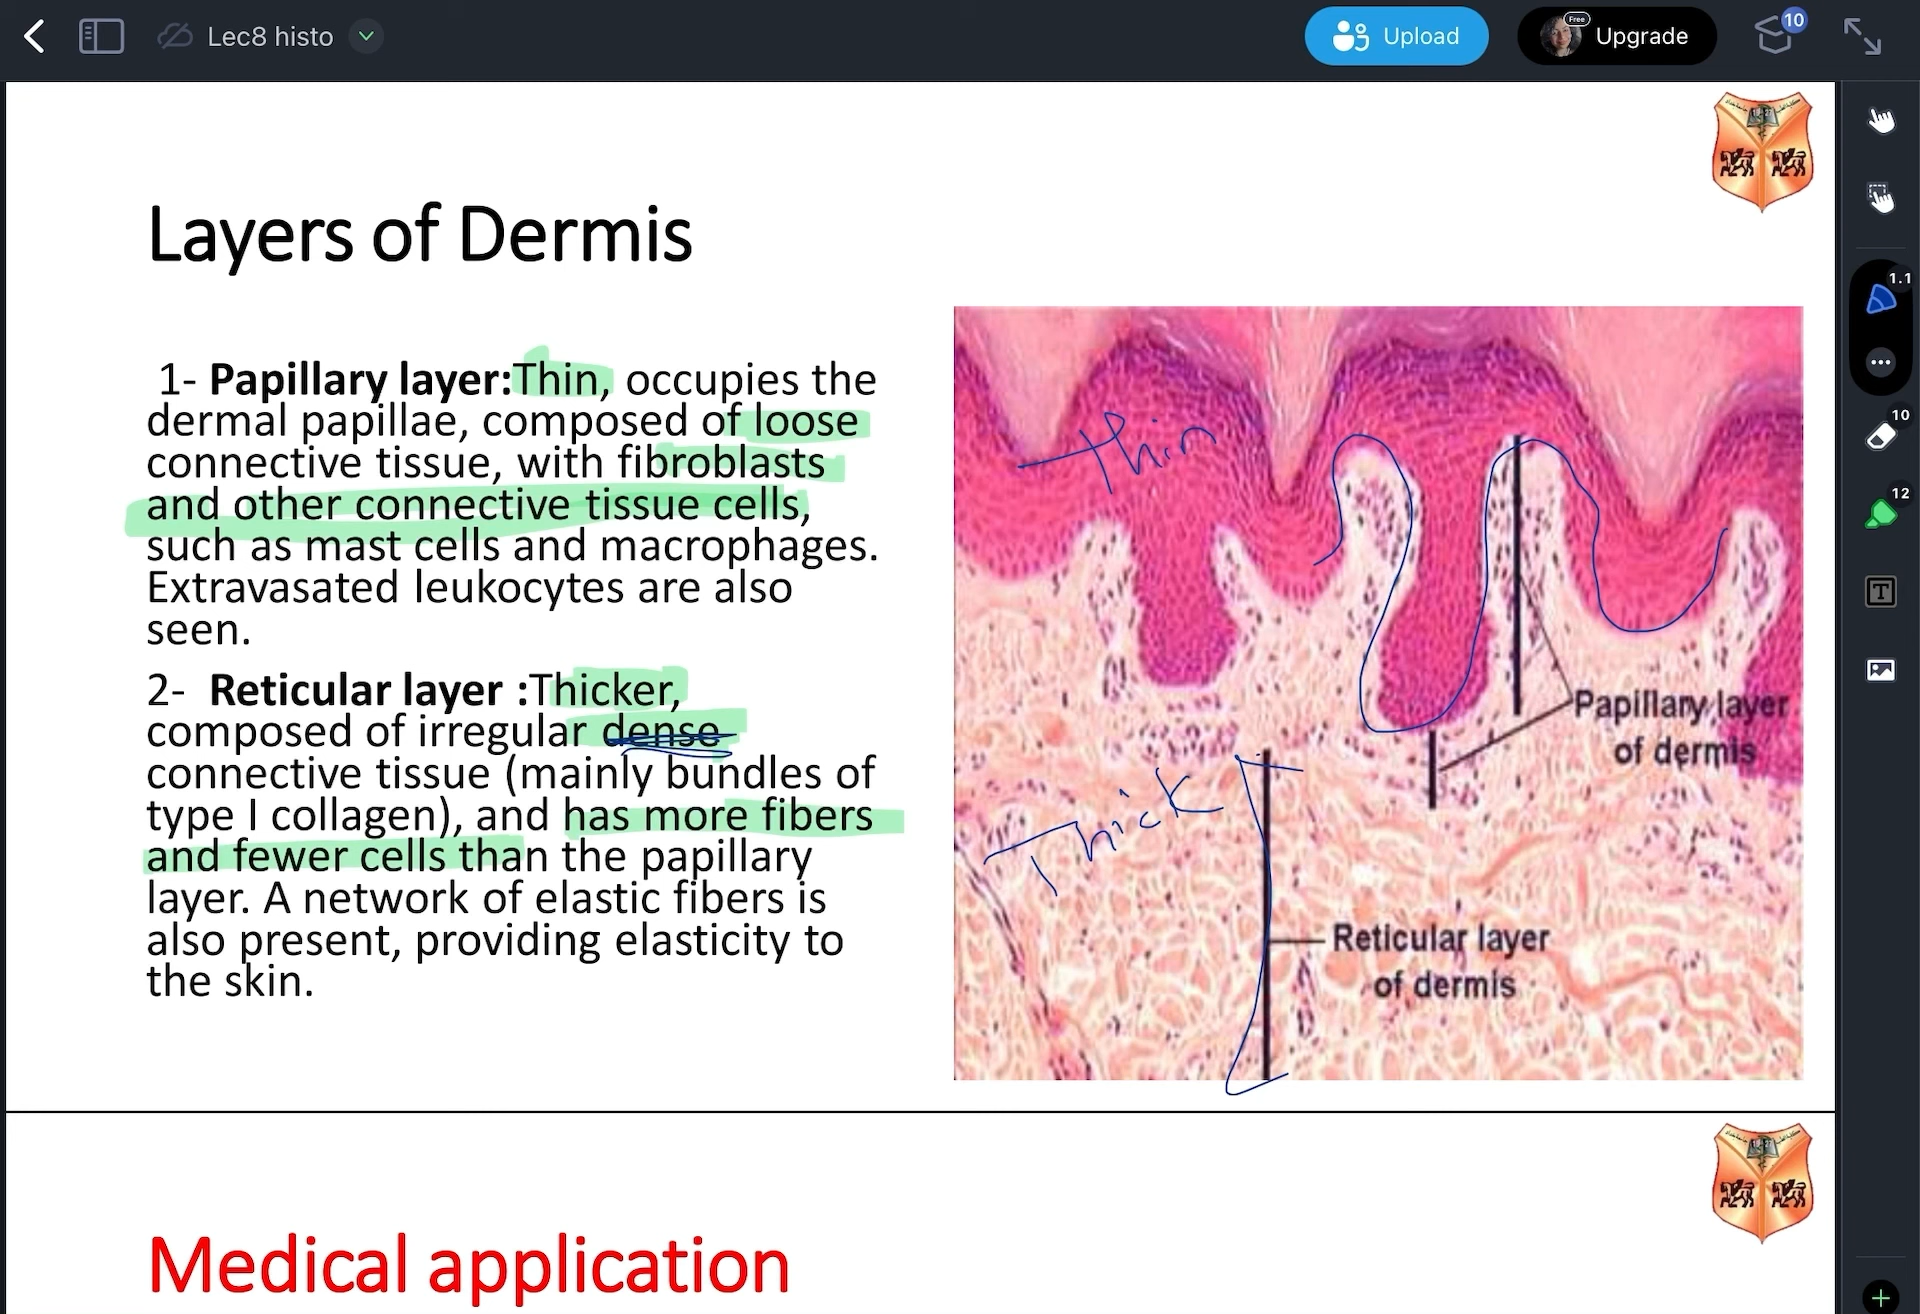 Lec8 histo
Upload
Free
Upgrade
10
Layers of Dermis
1- Papillary layer:Thin, occupies the
dermal papillae, composed of loose
connective tissue, with fibroblasts
and other connective tissue cells,
such as mast cells and macrophages.
Extravasated leukocytes are also
seen.
2- Reticular layer :Thicker,
composed of irregular dense
connective tissue (mainly bundles of
type I collagen), and has more fibers
and fewer cells than the papillary
layer. A network of elastic fibers is
also present, providing elasticity to
the skin.
Thin
Papillary layer
of dermis
Thick
Reticular layer
of dermis
1.1
10
12
T
Medical application